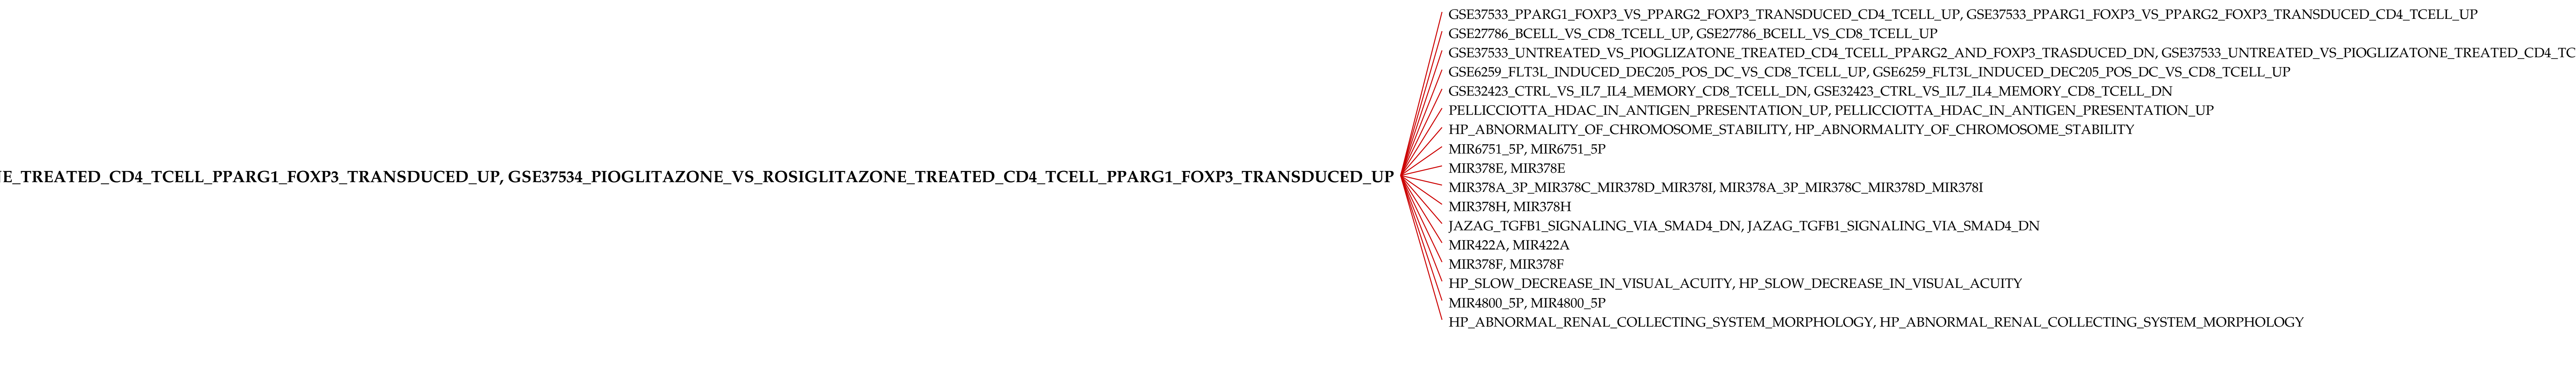 GSE37533_PPARG1_FOXP3_VS_PPARG2_FOXP3_TRANSDUCED_CD4_TCELL_UP, GSE37533_PPARG1_FOXP3_VS_PPARG2_FOXP3_TRANSDUCED_CD4_TCELL_UP
GSE27786_BCELL_VS_CD8_TCELL_UP, GSE27786_BCELL_VS_CD8_TCELL_UP
GSE37533_UNTREATED_VS_PIOGLIZATONE_TREATED_CD4_TCELL_PPARG2_AND_FOXP3_TRASDUCED_DN, GSE37533_UNTREATED_VS_PIOGLIZATONE_TREATED_CD4_TC
GSE6259_FLT3L_INDUCED_DEC205_POS_DC_VS_CD8_TCELL_UP, GSE6259_FLT3L_INDUCED_DEC205_POS_DC_VS_CD8_TCELL_UP
GSE32423_CTRL_VS_IL7_IL4_MEMORY_CD8_TCELL_DN, GSE32423_CTRL_VS_IL7_IL4_MEMORY_CD8_TCELL_DN
PELLICCIOTTA_HDAC_IN_ANTIGEN_PRESENTATION_UP, PELLICCIOTTA_HDAC_IN_ANTIGEN_PRESENTATION_UP
HP_ABNORMALITY_OF_CHROMOSOME_STABILITY, HP_ABNORMALITY_OF_CHROMOSOME_STABILITY
MIR6751_5P, MIR6751_5P
MIR378E, MIR378E
E_TREATED_CD4_TCELL_PPARG1_FOXP3_TRANSDUCED_UP, GSE37534_PIOGLITAZONE_VS_ROSIGLITAZONE_TREATED_CD4_TCELL_PPARG1_FOXP3_TRANSDUCED_UP
MIR378A_3P_MIR378C_MIR378D_MIR378I, MIR378A_3P_MIR378C_MIR378D_MIR378I
MIR378H, MIR378H
JAZAG_TGFB1_SIGNALING_VIA_SMAD4_DN, JAZAG_TGFB1_SIGNALING_VIA_SMAD4_DN
MIR422A, MIR422A
MIR378F, MIR378F
HP_SLOW_DECREASE_IN_VISUAL_ACUITY, HP_SLOW_DECREASE_IN_VISUAL_ACUITY
MIR4800_5P, MIR4800_5P
HP_ABNORMAL_RENAL_COLLECTING_SYSTEM_MORPHOLOGY, HP_ABNORMAL_RENAL_COLLECTING_SYSTEM_MORPHOLOGY